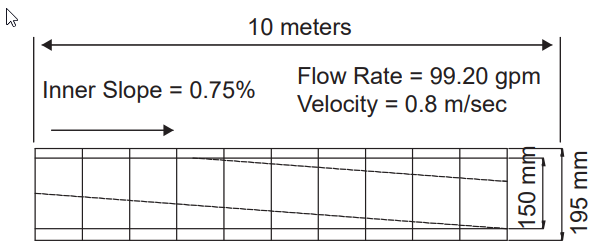 10 meters
Inner Slope = 0.75%
Flow Rate = 99.20 gpm
Velocity = 0.8 m/sec
150 mm
195 mm